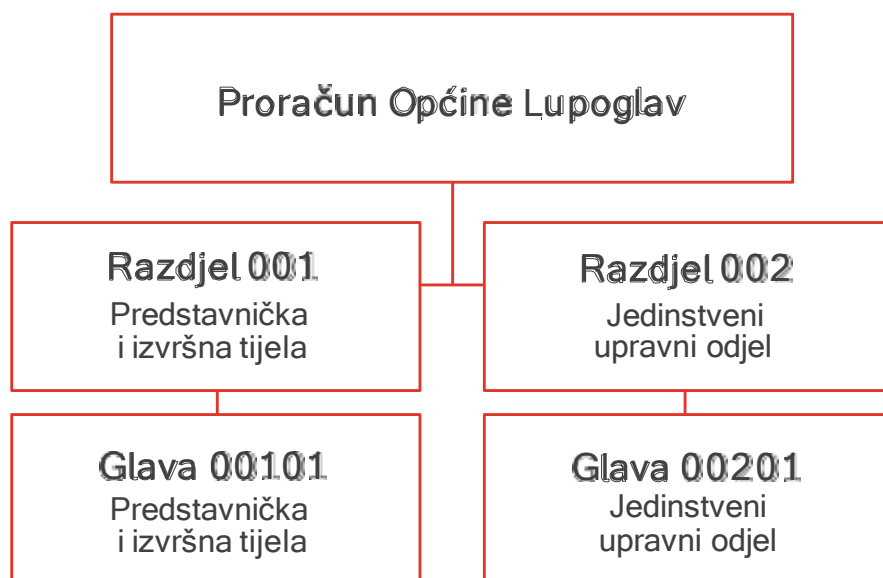 Proračun Općine Lupoglav
Razdjel 001
Predstavnička
i izvršna tijela
Razdjel 002
Jedinstveni
upravni odjel
Glava 00101
Predstavnička
i izvršna tijela
Glava 00201
Jedinstveni
upravni odjel